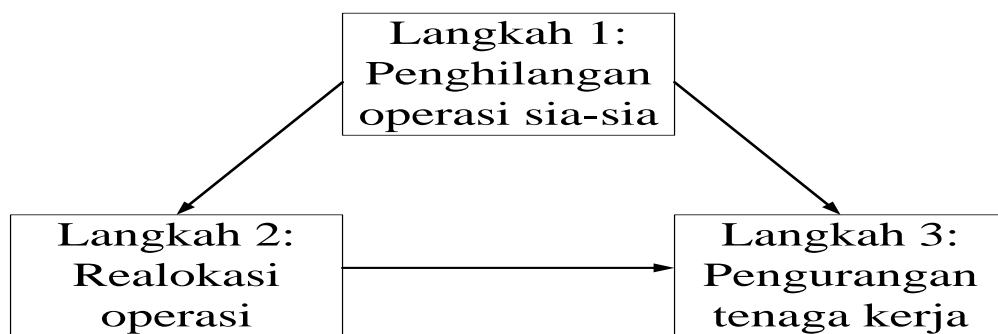 Langkah 1:
Penghilangan
operasi sia-sia
Langkah 2:
Realokasi
operasi
Langkah 3:
Pengurangan
tenaga kerja